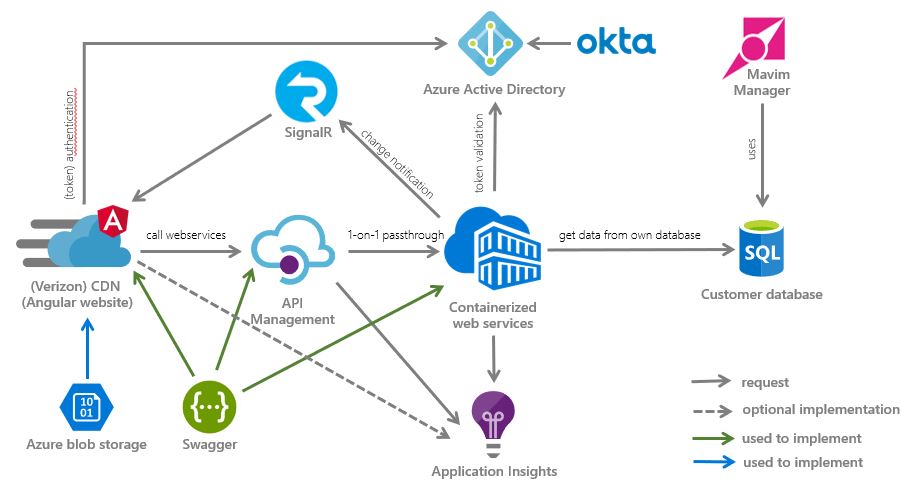 okta
Azure Active Directory
Mavim
Manager
SignalR
(token) authentication
change notification
token validation
uses
A
call webservices
1-on-1 passthrough
get data from own database
SQL
(Verizon) CDN
(Angular website)
API
Management
Containerized
web services
Customer database
10
01
{...}
Azure blob storage
Swagger
Application Insights
request
optional implementation
used to implement
used to implement